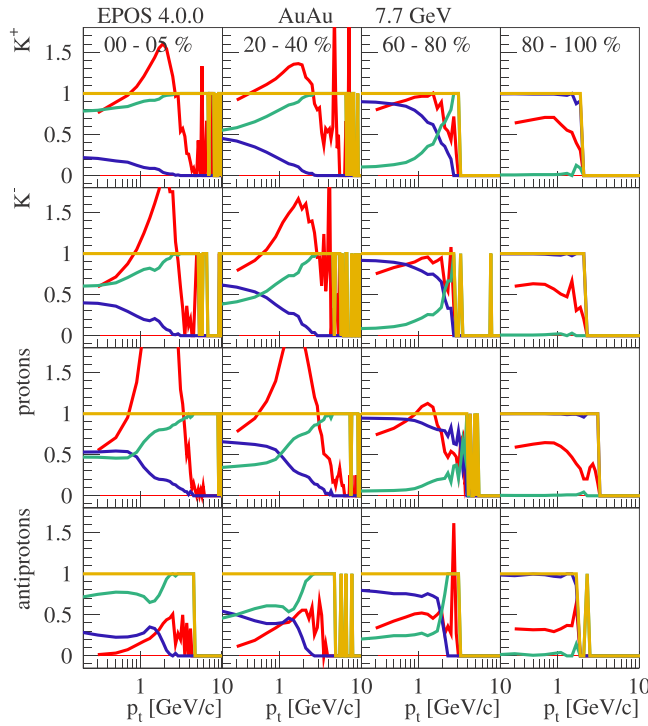 EPOS 4.0.0 AuAu 7.7 GeV
K+ 00 - 05 % 20 - 40 % 60 - 80 % 80 - 100 %
1.5
1
0.5
0
K-
1.5
1
0.5
0
protons
1.5
1
0.5
0
antiprotons
1.5
1
0.5
0
1 10 1 10 1 10 1 10
pt [GeV/c] pt [GeV/c] pt [GeV/c] pt [GeV/c]